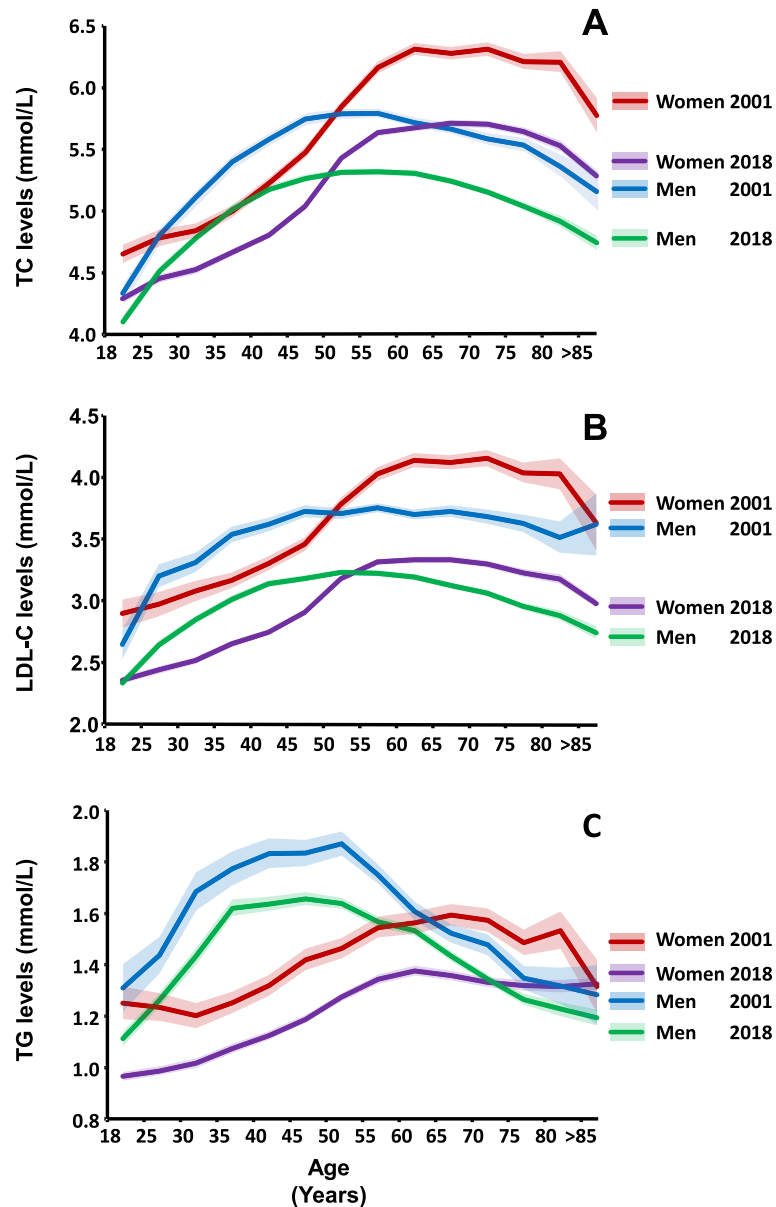 A
TC levels (mmol/L)
6.5
6.0
5.5
5.0
4.5
4.0
18 25 30 35 40 45 50 55 60 65 70 75 80 >85
Women 2001
Women 2018
Men 2001
Men 2018
B
LDL-C levels (mmol/L)
4.5
4.0
3.5
3.0
2.5
2.0
18 25 30 35 40 45 50 55 60 65 70 75 80 >85
Women 2001
Men 2001
Women 2018
Men 2018
C
TG levels (mmol/L)
2.0
1.8
1.6
1.4
1.2
1.0
0.8
18 25 30 35 40 45 55 60 65 70 75 80 >85
Women 2001
Women 2018
Men 2001
Men 2018
Age
(Years)